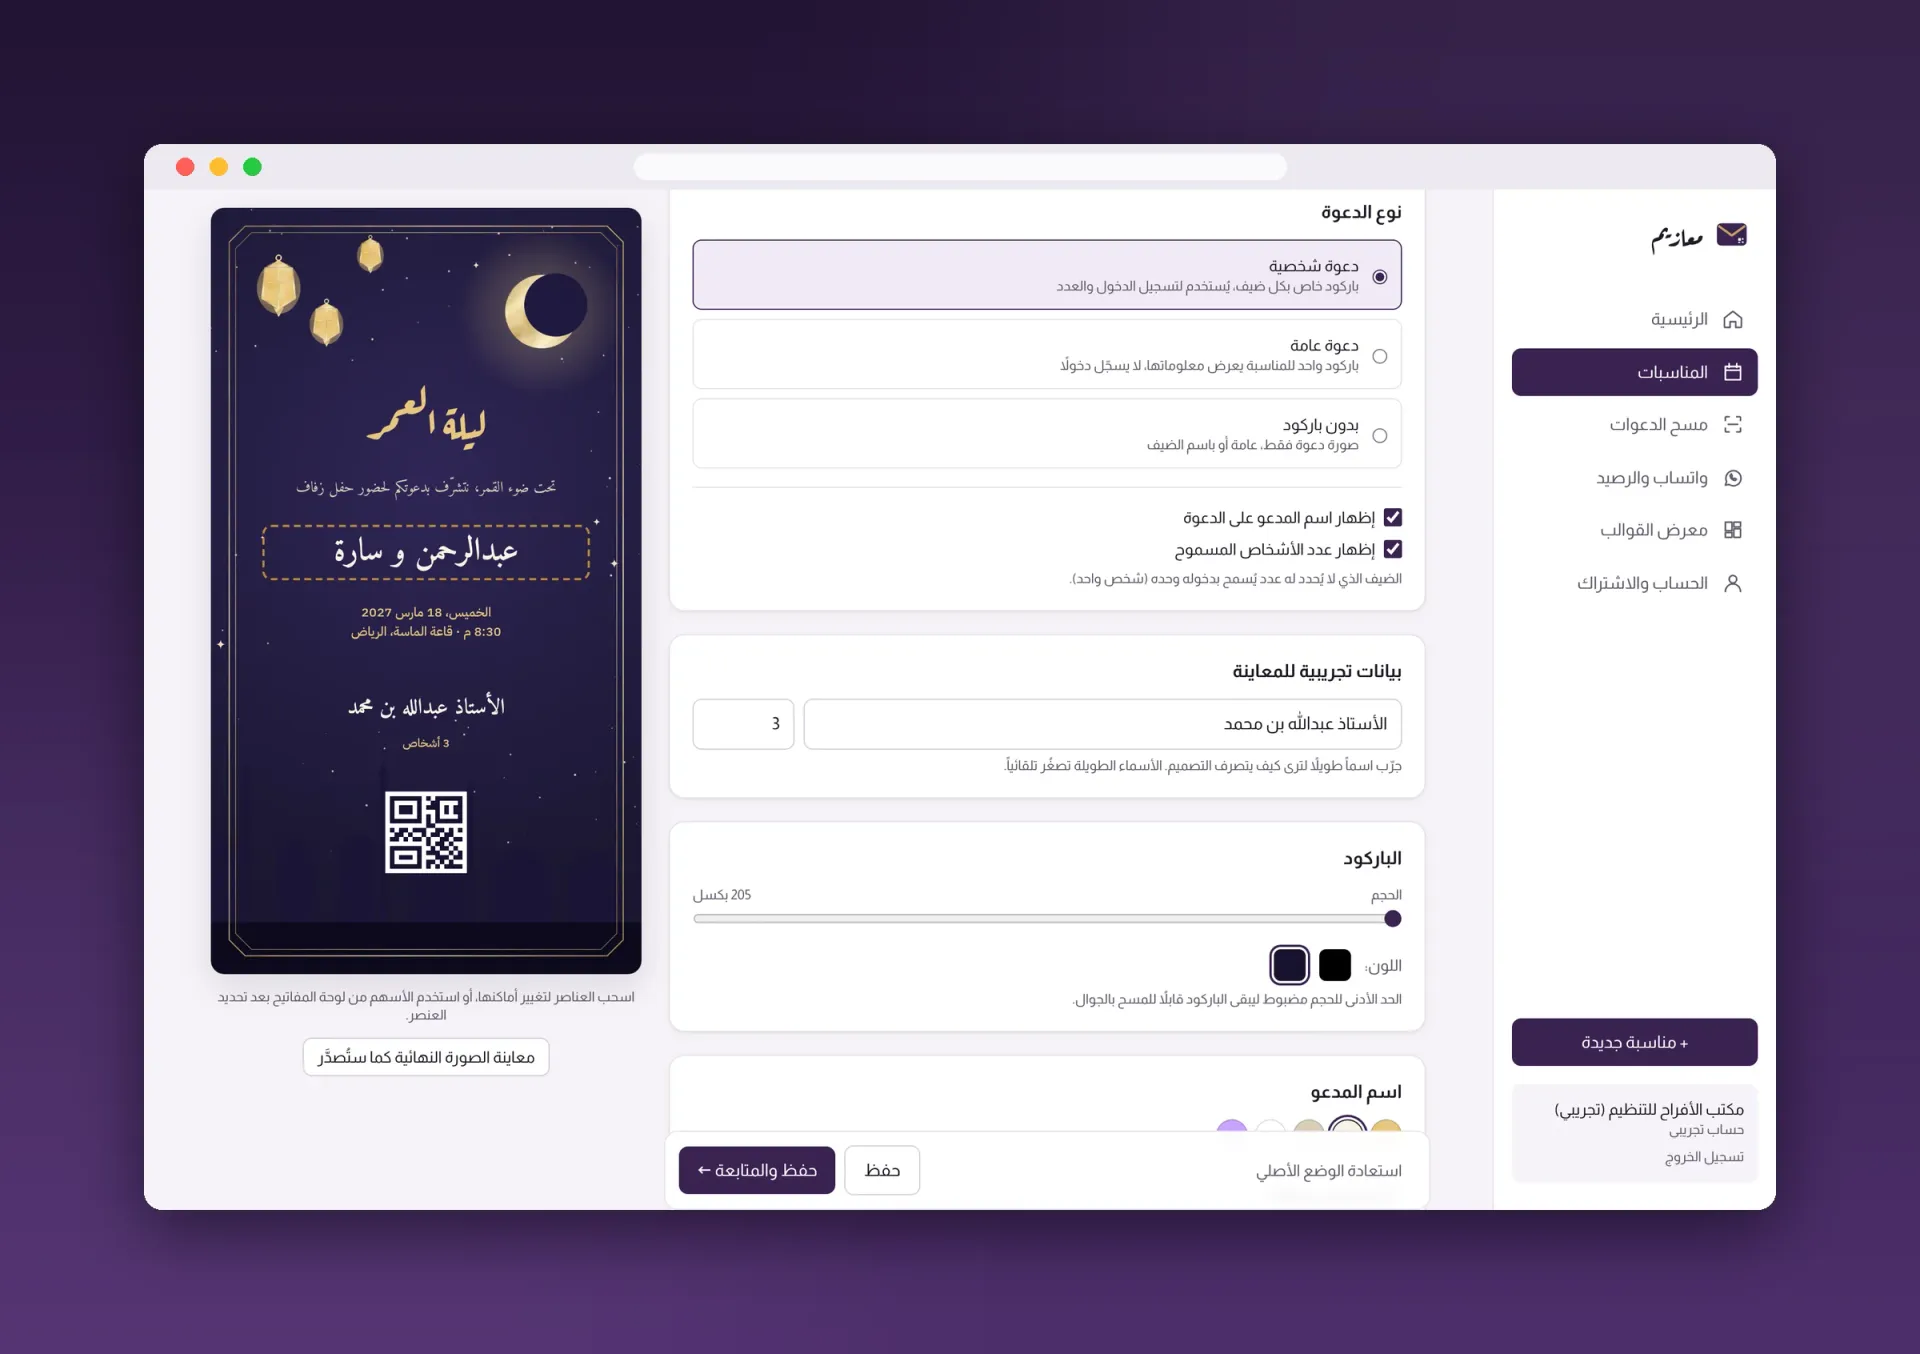 معازيم
الرئيسية
المناسبات
مسح الدعوات
واتساب والرصيد
معرض القوالب
الحساب والاشتراك
+ مناسبة جديدة
مكتب الأفراح للتنظيم (تجريبي)
حساب تجريبي
تسجيل الخروج
نوع الدعوة
دعوة شخصية
باركود خاص بكل ضيف، يُستخدم لتسجيل الدخول والعدد
دعوة عامة
باركود واحد للمناسبة يعرض معلوماتها، لا يسجّل دخولاً
بدون باركود
صورة دعوة فقط، عامة أو باسم الضيف
إظهار اسم المدعو على الدعوة
إظهار عدد الأشخاص المسموح
الضيف الذي لا يُحدد له عدد يُسمح بدخوله وحده (شخص واحد).
بيانات تجريبية للمعاينة
الأستاذ عبدالله بن محمد
3
جرّب اسماً طويلاً لترى كيف يتصرف التصميم. الأسماء الطويلة تصغُر تلقائياً.
الباركود
الحجم
205 بكسل
اللون:
الحد الأدنى للحجم مضبوط ليبقى الباركود قابلاً للمسح بالجوال.
اسم المدعو
استعادة الوضع الأصلي
حفظ
حفظ والمتابعة ←
ليلة العمر
تحت ضوء القمر، نتشرّف بدعوتكم لحضور حفل زفاف
عبدالرحمن و سارة
الخميس، 18 مارس 2027
8:30 م · قاعة الماسة، الرياض
الأستاذ عبدالله بن محمد
3 أشخاص
اسحب العناصر لتغيير أماكنها، أو استخدم الأسهم من لوحة المفاتيح بعد تحديد
العنصر.
معاينة الصورة النهائية كما ستُصدَّر